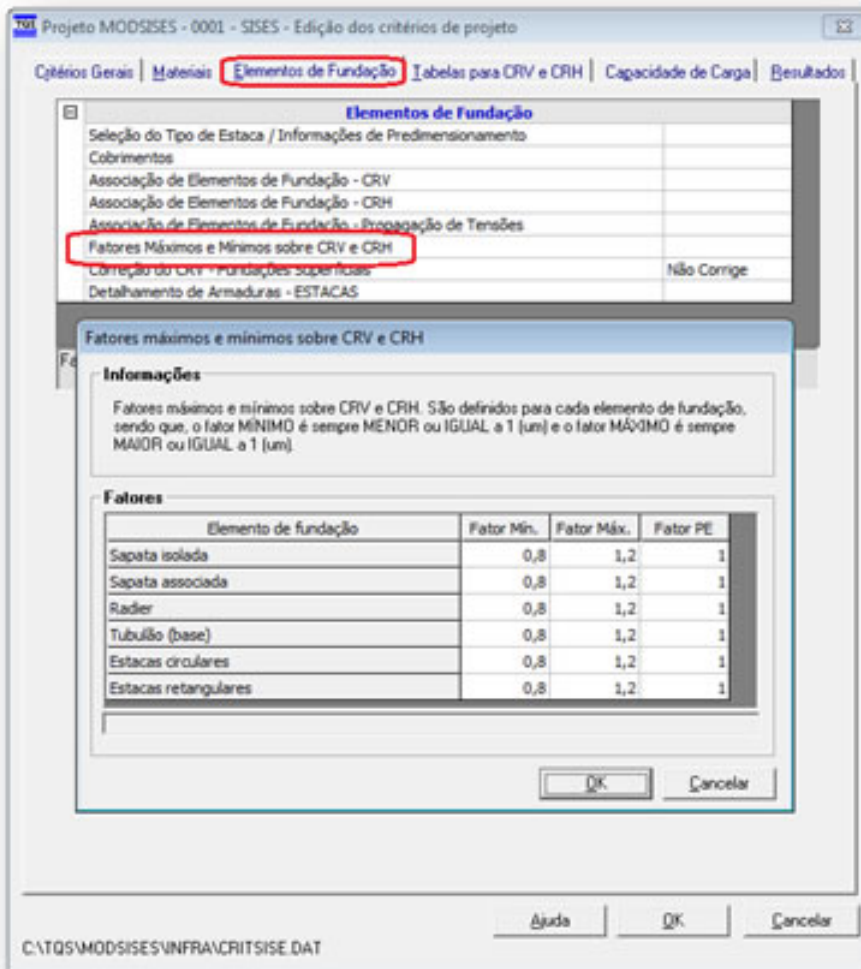 TQS Projeto MODSISES - 0001 - SISES - Edição dos critérios de projeto
Critérios Gerais | Materiais | Elementos de Fundação | Tabelas para CRV e CRH | Capacidade de Carga | Resultados
Elementos de Fundação
Seleção do Tipo de Estaca / Informações de Predimensionamento
Cobrimentos
Associação de Elementos de Fundação - CRV
Associação de Elementos de Fundação - CRH
Associação de Elementos de Fundação - Propagação de Tensões
Fatores Máximos e Mínimos sobre CRV e CRH
Correção do CRV - Fundações Superficiais Não Corrige
Detalhamento de Armaduras - ESTACAS
Fatores máximos e mínimos sobre CRV e CRH
Informações
Fatores máximos e mínimos sobre CRV e CRH. São definidos para cada elemento de fundação,
sendo que, o fator MÍNIMO é sempre MENOR ou IGUAL a 1 (um) e o fator MÁXIMO é sempre
MAIOR ou IGUAL a 1 (um).
Fatores
Elemento de fundação Fator Mín. Fator Máx. Fator PE
Sapata isolada 0,8 1,2 1
Sapata associada 0,8 1,2 1
Radier 0,8 1,2 1
Tubulão (base) 0,8 1,2 1
Estacas circulares 0,8 1,2 1
Estacas retangulares 0,8 1,2 1
OK Cancelar
Ajuda OK Cancelar
C:\TQS\MODSISES\INFRA\CRITSISE.DAT